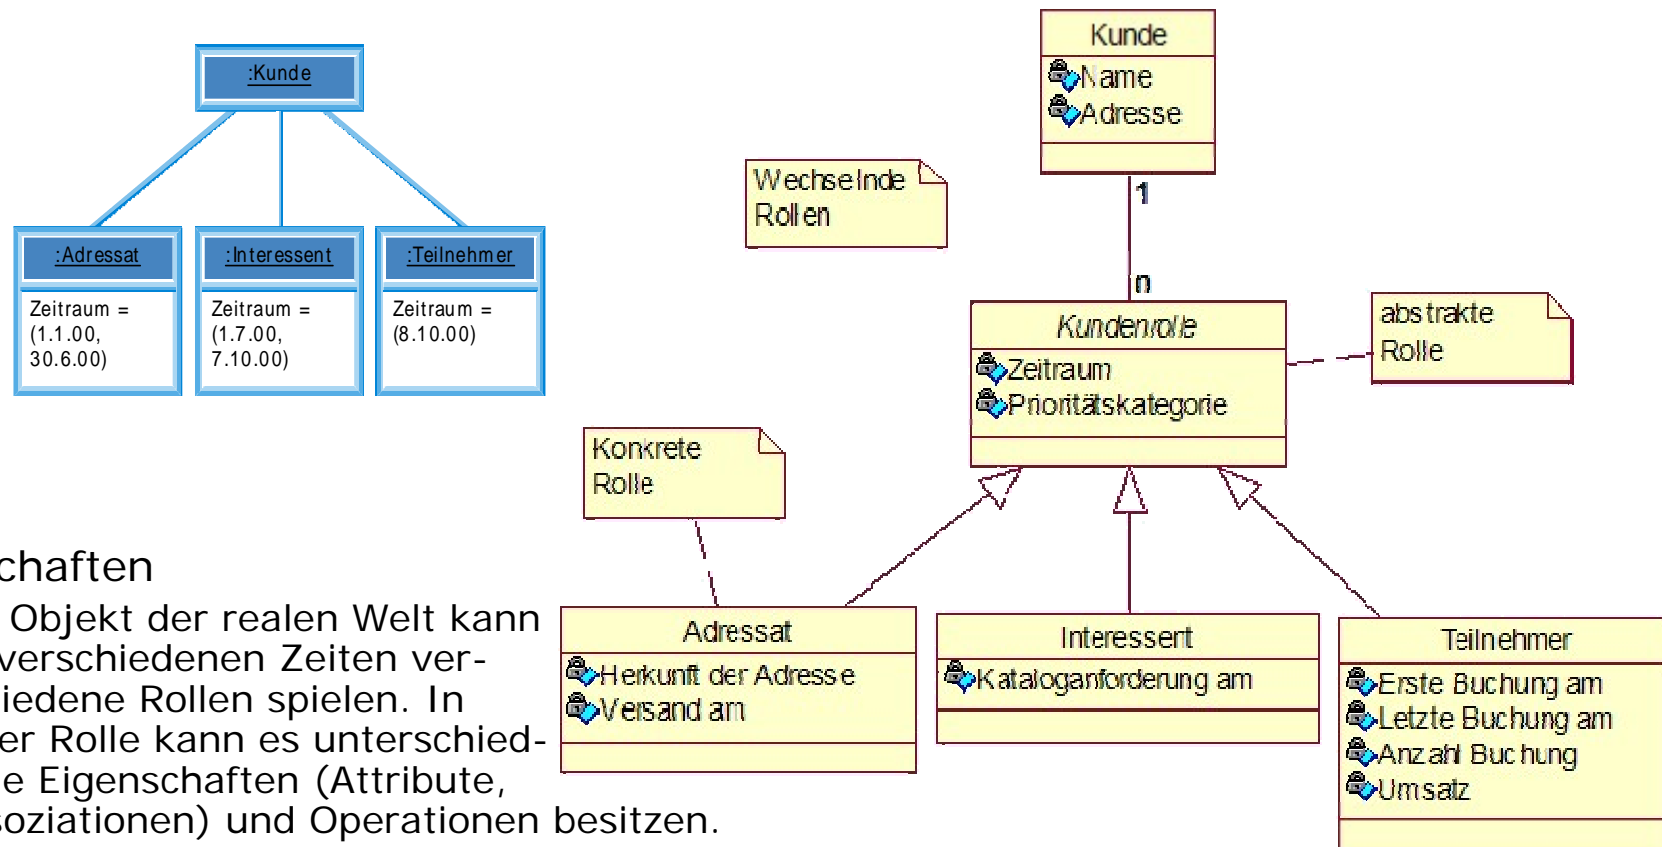 :Kunde
:Adressat
Zeitraum =
(1.1.00,
30.6.00)
:Interessent
Zeitraum =
(1.7.00,
7.10.00)
:Teilnehmer
Zeitraum =
(8.10.00)
Kunde
Name
Adresse
Wechselnde
Rollen
1
n
Kundenrolle
Zeitraum
Prioritätskategorie
abstrakte
Rolle
Konkrete
Rolle
Adressat
Herkunft der Adresse
Versand am
Interessent
Kataloganforderung am
Teilnehmer
Erste Buchung am
Letzte Buchung am
Anzahl Buchung
Umsatz
chaften
Objekt der realen Welt kann
verschiedenen Zeiten ver-
hiedene Rollen spielen. In
er Rolle kann es unterschied-
e Eigenschaften (Attribute,
soziationen) und Operationen besitzen.